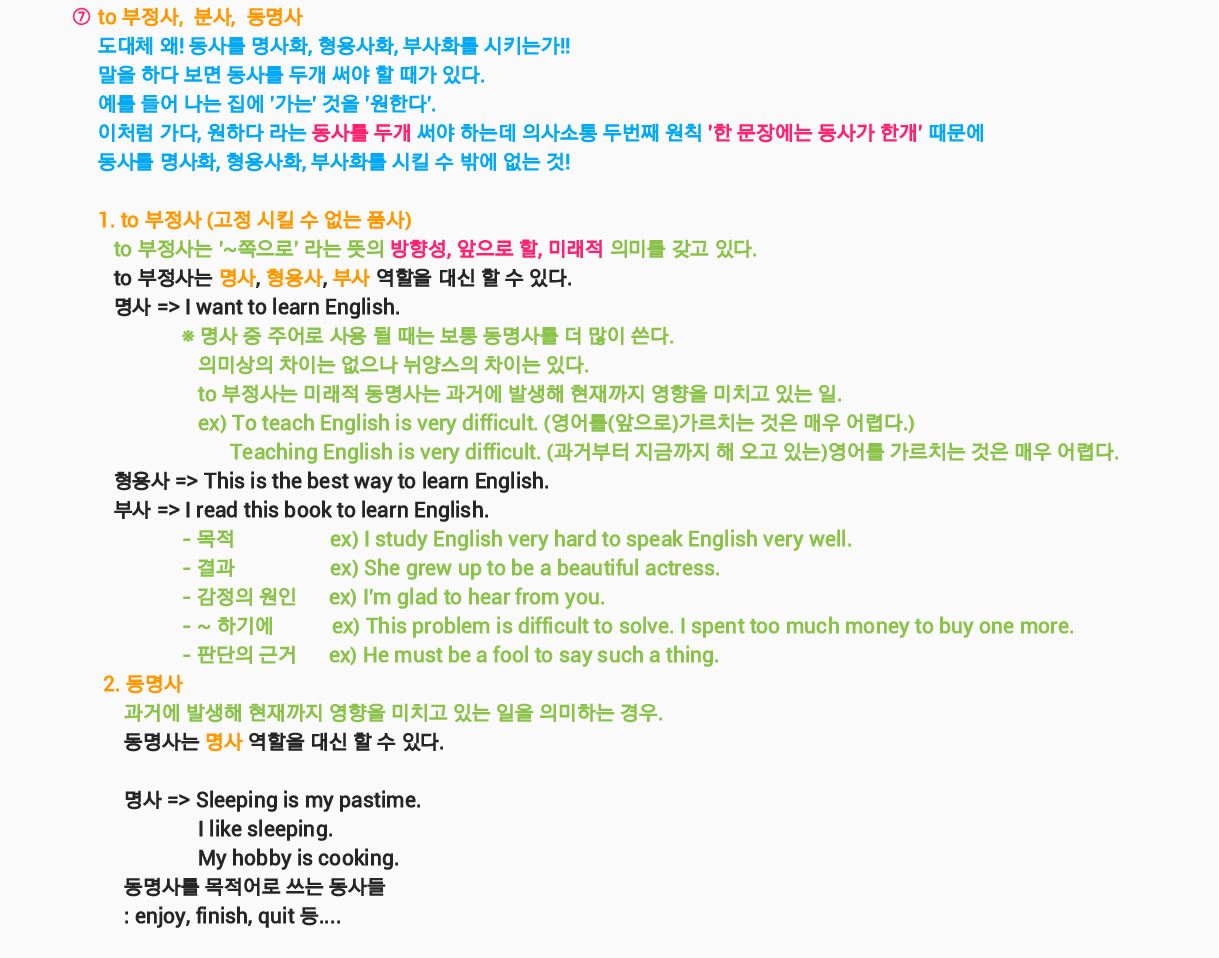 ⑦ to 부정사, 분사, 동명사
도대체 왜! 동사를 명사화, 형용사화, 부사화를 시키는가!!
말을 하다 보면 동사를 두개 써야 할 때가 있다.
예를 들어 나는 집에 '가는' 것을 '원한다'.
이처럼 가다, 원하다 라는 동사를 두개 써야 하는데 의사소통 두번째 원칙 '한 문장에는 동사가 한개' 때문에
동사를 명사화, 형용사화, 부사화를 시킬 수 밖에 없는 것!
1. to 부정사 (고정 시킬 수 없는 품사)
to 부정사는 '~쪽으로' 라는 뜻의 방향성, 앞으로 할, 미래적 의미를 갖고 있다.
to 부정사는 명사, 형용사, 부사 역할을 대신 할 수 있다.
명사 => I want to learn English.
※ 명사 중 주어로 사용 될 때는 보통 동명사를 더 많이 쓴다.
의미상의 차이는 없으나 뉘양스의 차이는 있다.
to 부정사는 미래적 동명사는 과거에 발생해 현재까지 영향을 미치고 있는 일.
ex) To teach English is very difficult. (영어를(앞으로)가르치는 것은 매우 어렵다.)
Teaching English is very difficult. (과거부터 지금까지 해 오고 있는)영어를 가르치는 것은 매우 어렵다.
형용사 => This is the best way to learn English.
부사 => I read this book to learn English.
- 목적 ex) I study English very hard to speak English very well.
- 결과 ex) She grew up to be a beautiful actress.
- 감정의 원인 ex) I'm glad to hear from you.
- ~ 하기에 ex) This problem is difficult to solve. I spent too much money to buy one more.
- 판단의 근거 ex) He must be a fool to say such a thing.
2. 동명사
과거에 발생해 현재까지 영향을 미치고 있는 일을 의미하는 경우.
동명사는 명사 역할을 대신 할 수 있다.
명사 => Sleeping is my pastime.
I like sleeping.
My hobby is cooking.
동명사를 목적어로 쓰는 동사들
: enjoy, finish, quit 등....